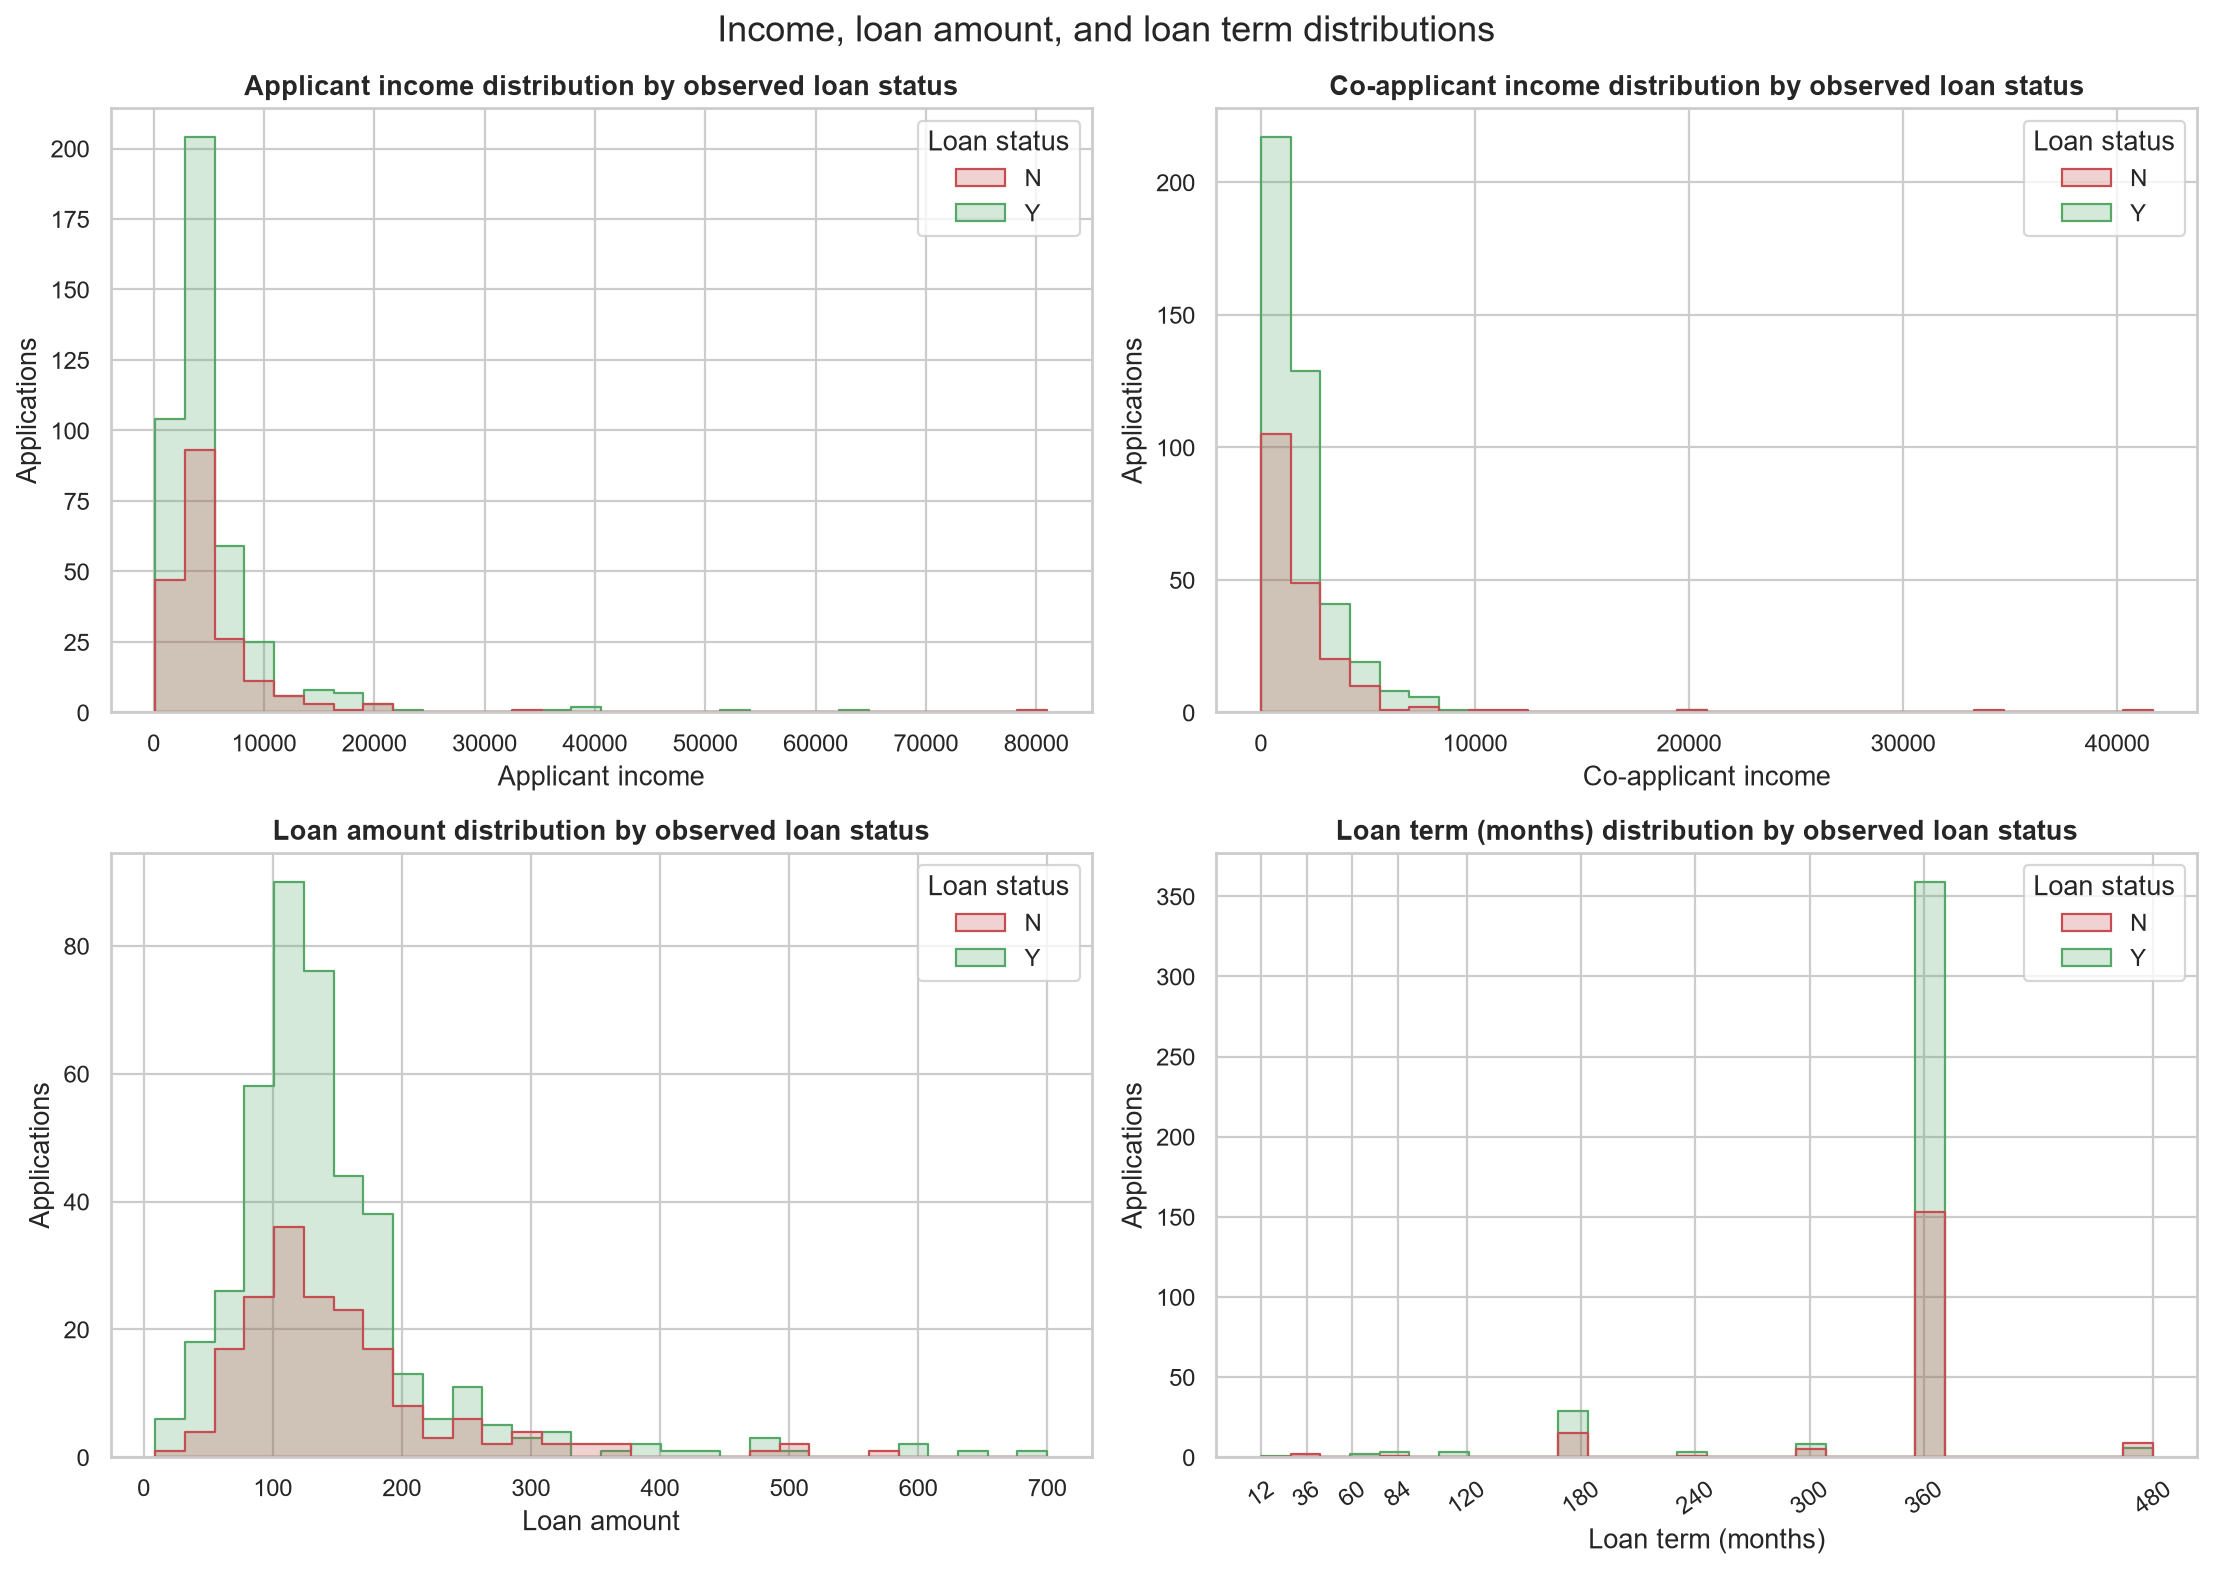 Income, loan amount, and loan term distributions
Applicant income distribution by observed loan status
Loan status
N
Y
200
175
150
125
100
75
50
25
0
Applications
0 10000 20000 30000 40000 50000 60000 70000 80000
Applicant income
Co-applicant income distribution by observed loan status
Loan status
N
Y
200
150
100
50
0
Applications
0 10000 20000 30000 40000
Co-applicant income
Loan amount distribution by observed loan status
Loan status
N
Y
80
60
40
20
0
Applications
0 100 200 300 400 500 600 700
Loan amount
Loan term (months) distribution by observed loan status
Loan status
N
Y
350
300
250
200
150
100
50
0
Applications
12 36 60 84 120 180 240 300 360 480
Loan term (months)